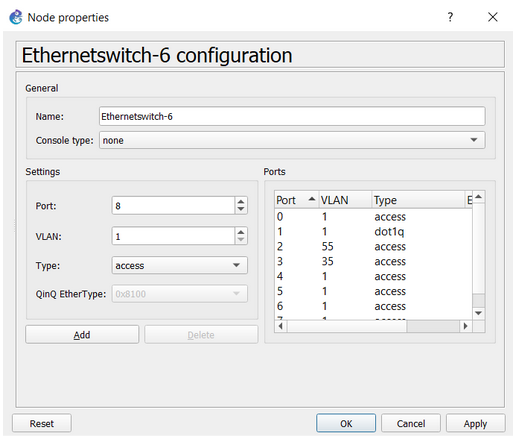 Node properties
Ethernetswitch-6 configuration
General
Name: Ethernetswitch-6
Console type: none
Settings
Port: 8
VLAN: 1
Type: access
QinQ EtherType: 0x8100
Add Delete
Ports
Port VLAN Type E
0 1 access
1 1 dot1q
2 55 access
3 35 access
4 1 access
5 1 access
6 1 access
7 1 access
Reset OK Cancel Apply